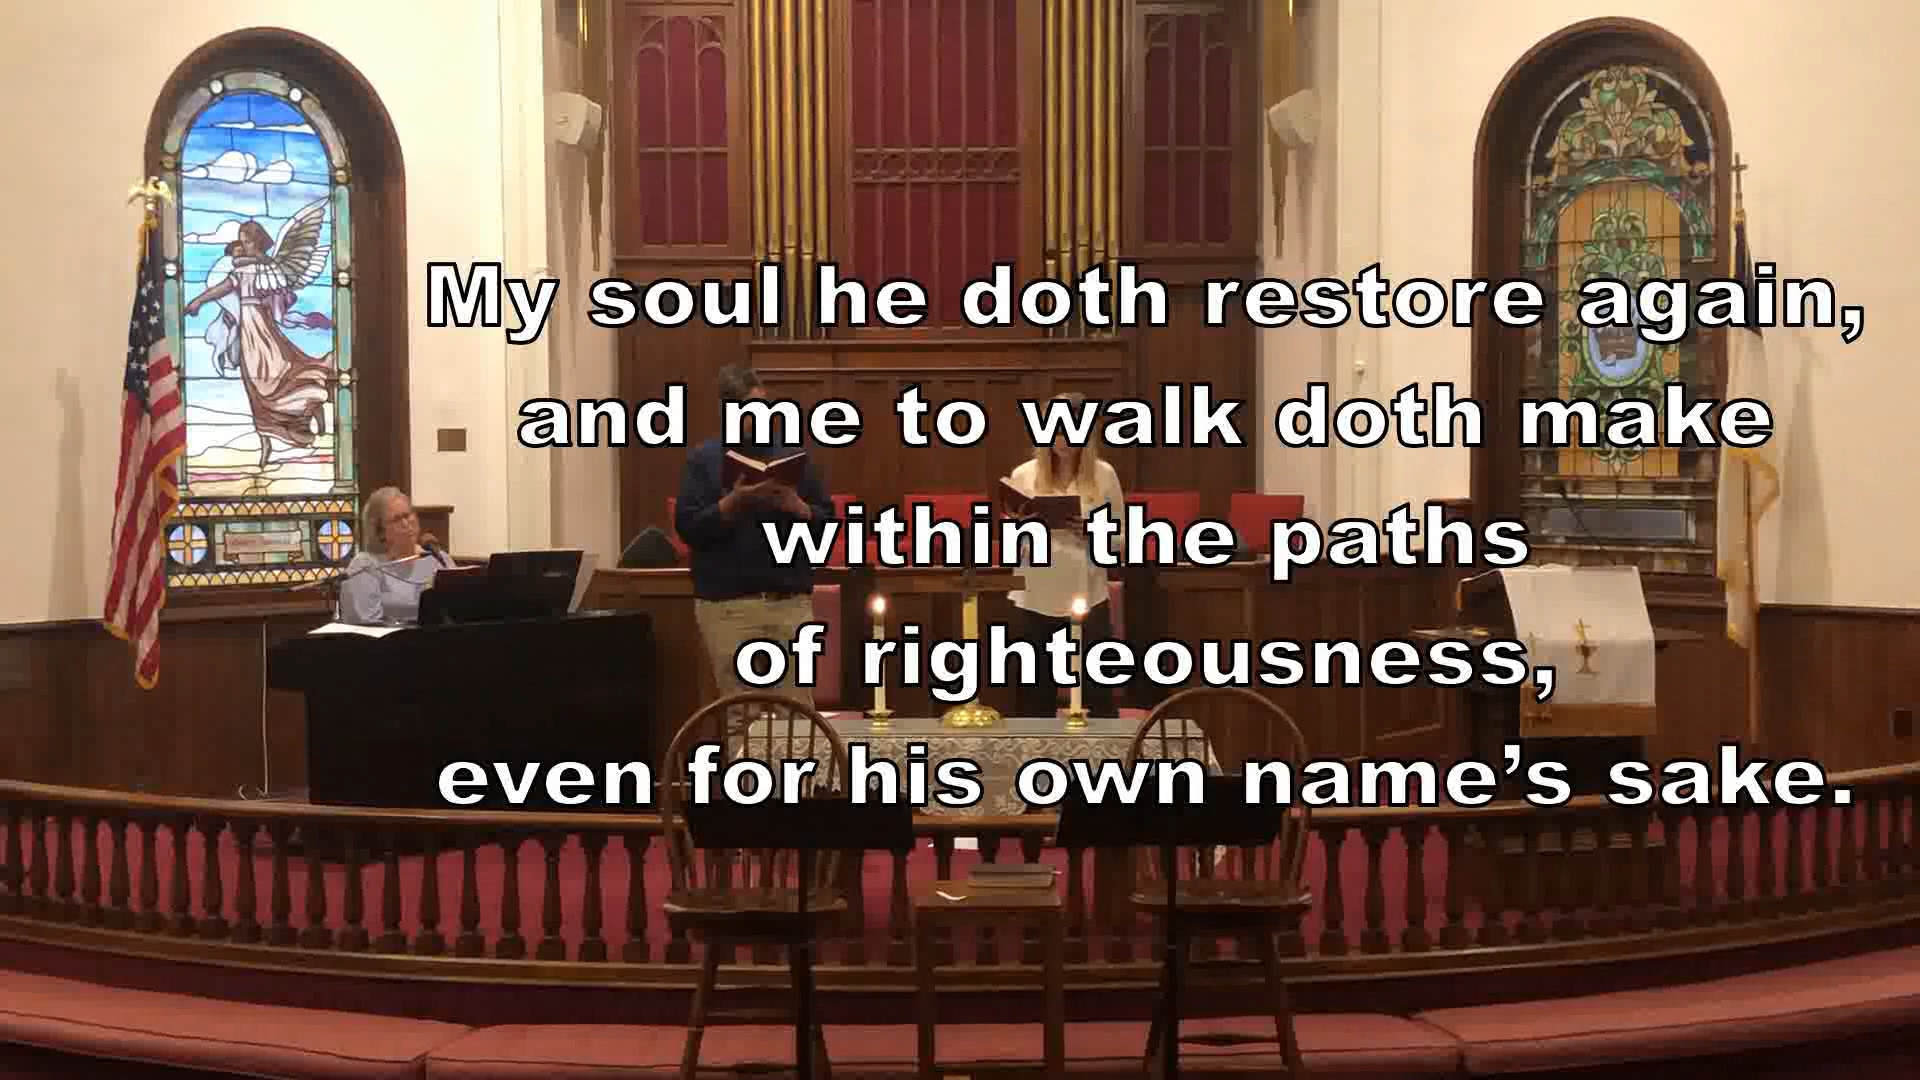 My soul he doth restore again,
and me to walk doth make
within the paths
of righteousness,
even for his own name’s sake.